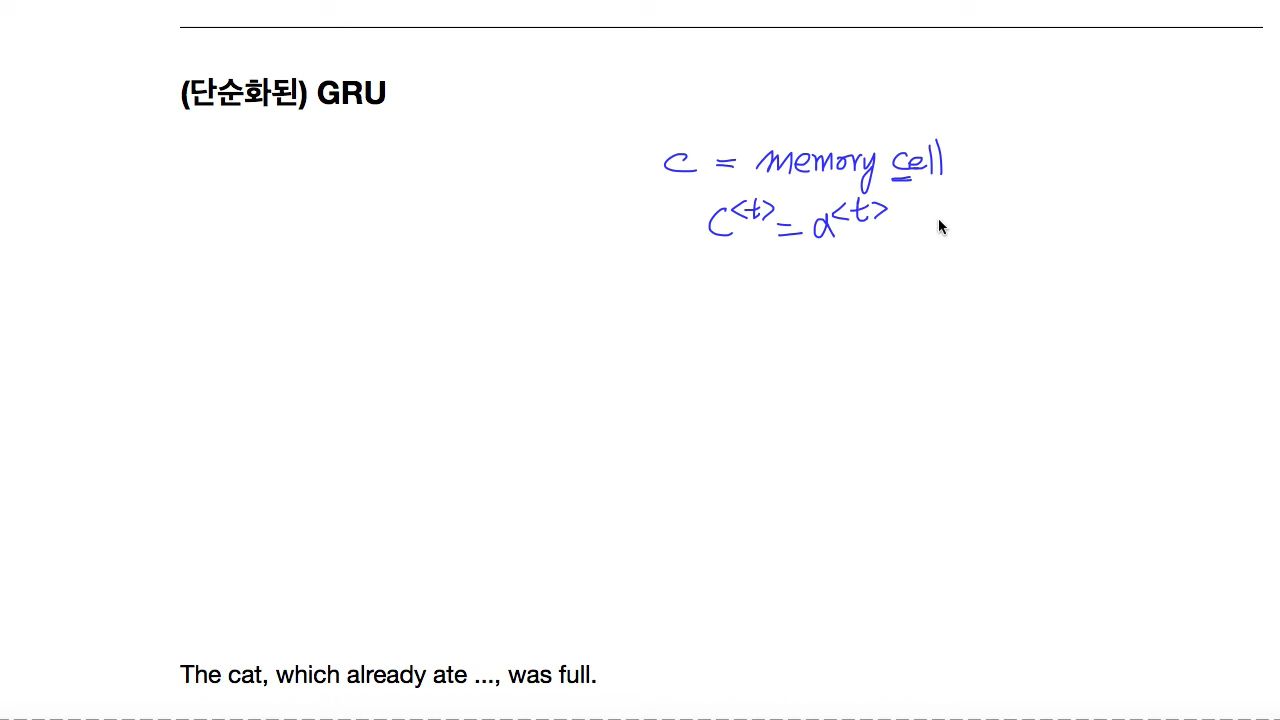 (단순화된) GRU
c = memory cell
c<t> = a<t>
The cat, which already ate ..., was full.